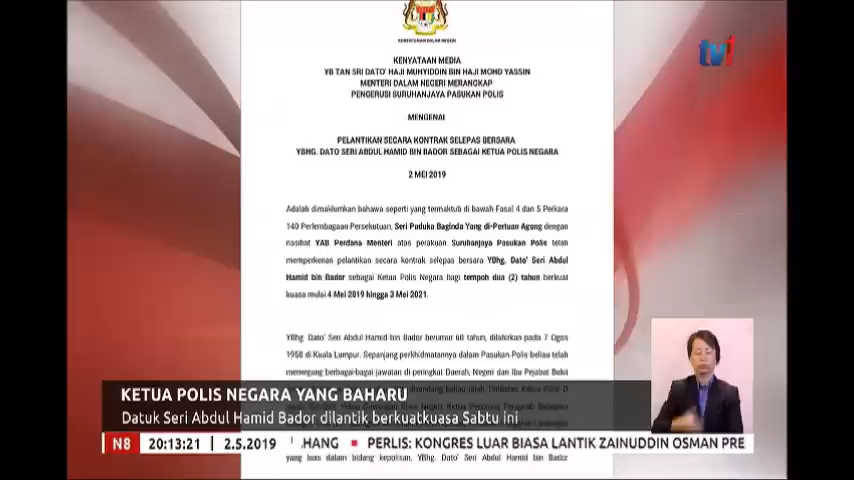 KEMENTERIAN DALAM NEGERI
tv1
KENYATAAN MEDIA
YB TAN SRI DATO' HAJI MUHYIDDIN BIN HAJI MOHD YASSIN
MENTERI DALAM NEGERI MERANGKAP
PENGERUSI SURUHANJAYA PASUKAN POLIS
MENGENAI
PELANTIKAN SECARA KONTRAK SELEPAS BERSARA
YBHG. DATO SERI ABDUL HAMID BIN BADOR SEBAGAI KETUA POLIS NEGARA
2 MEI 2019
Adalah dimaklumkan bahawa seperti yang termaktub di bawah Fasal 4 dan 5 Perkara
140 Perlembagaan Persekutuan, Seri Paduka Baginda Yang di-Pertuan Agong dengan
nasihat YAB Perdana Menteri atas perakuan Suruhanjaya Pasukan Polis telah
memperkenan pelantikan secara kontrak selepas bersara YBhg. Dato' Seri Abdul
Hamid bin Bador sebagai Ketua Polis Negara bagi tempoh dua (2) tahun berkuat
kuasa mulai 4 Mei 2019 hingga 3 Mei 2021.
YBhg Dato' Seri Abdul Hamid bin Bador berumur 60 tahun, dilahirkan pada 7 Ogos
1958 di Kuala Lumpur. Sepanjang perkhidmatannya dalam Pasukan Polis beliau telah
memegang berbagai-bagai jawatan di peringkat Daerah, Negeri dan Ibu Pejabat
KETUA POLIS NEGARA YANG BAHARU
Datuk Seri Abdul Hamid Bador dilantik berkuatkuasa Sabtu ini
N8 20:13:21 2.5.2019 .HANG PERLIS: KONGRES LUAR BIASA LANTIK ZAINUDDIN OSMAN PRE
yang luas dalam bidang kepolisan, YBhg. Dato' Seri Abdul Hamid bin Bador